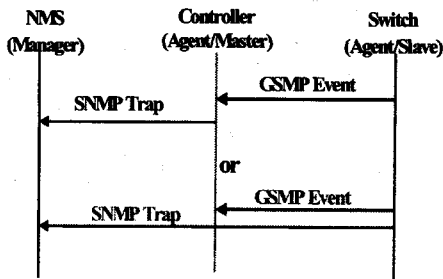 NMS
(Manager)
Controller
(Agent/Master)
Switch
(Agent/Slave)
GSMP Event
SNMP Trap
or
GSMP Event
SNMP Trap